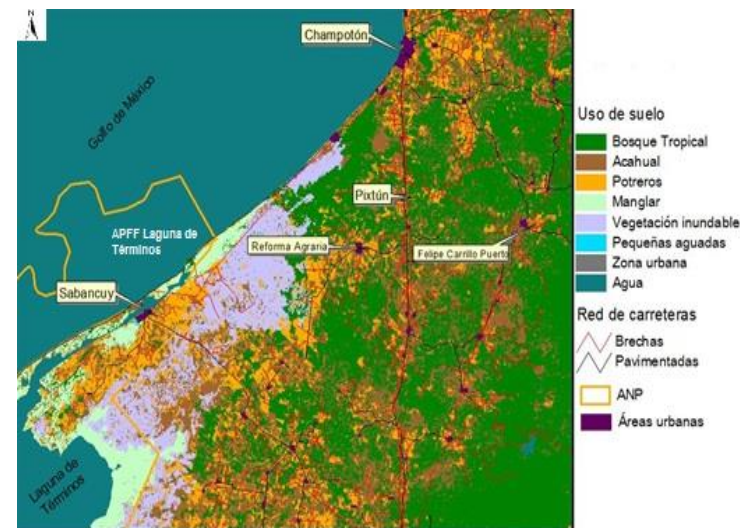 N
Champotón
Golfo de México
Pixtún
APFF Laguna de
Términos
Reforma Agraria
Felipe Carrillo Puerto
Sabancuy
Laguna de
Términos
Uso de suelo
Bosque Tropical
Acahual
Potreros
Manglar
Vegetación inundable
Pequeñas aguadas
Zona urbana
Agua
Red de carreteras
Brechas
Pavimentadas
ANP
Áreas urbanas